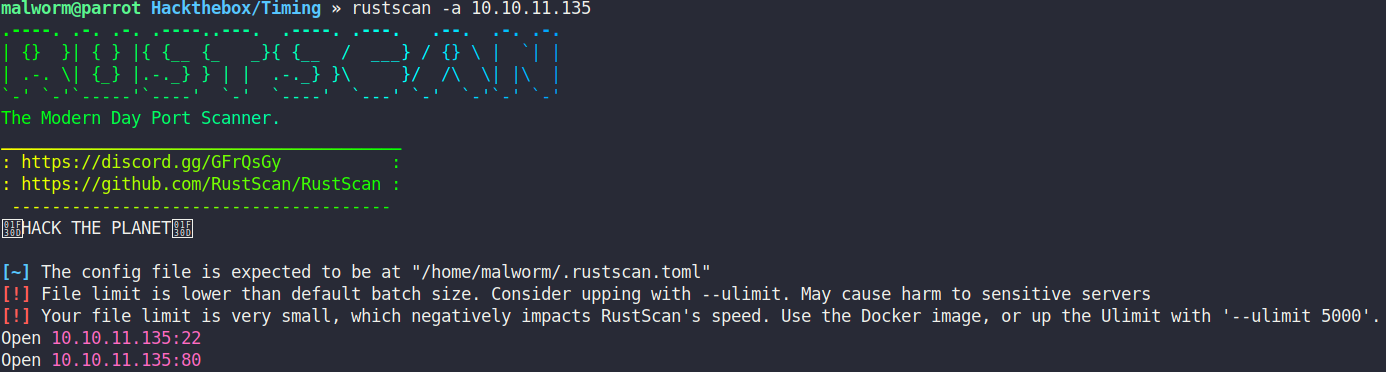 malworm@parrot Hackthebox/Timing » rustscan -a 10.10.11.135
.----. .-. .-. .----..---.  .----. .---.   .--.  .-. .-.
| {}  }| { } |{ {__ {_   _}{ {__  /  ___} / {} \ |  `| |
| .-. \| {_} |.-._} } | |  .-._} }\     }/  /\  \| |\  |
`-' `-'`-----'`----'  `-'  `----'  `---' `-'  `-'`-' `-'
The Modern Day Port Scanner.
________________________________________
: https://discord.gg/GFrQsGy           :
: https://github.com/RustScan/RustScan :
 --------------------------------------
HACK THE PLANET
[~] The config file is expected to be at "/home/malworm/.rustscan.toml"
[!] File limit is lower than default batch size. Consider upping with --ulimit. May cause harm to sensitive servers
[!] Your file limit is very small, which negatively impacts RustScan's speed. Use the Docker image, or up the Ulimit with '--ulimit 5000'.
Open 10.10.11.135:22
Open 10.10.11.135:80